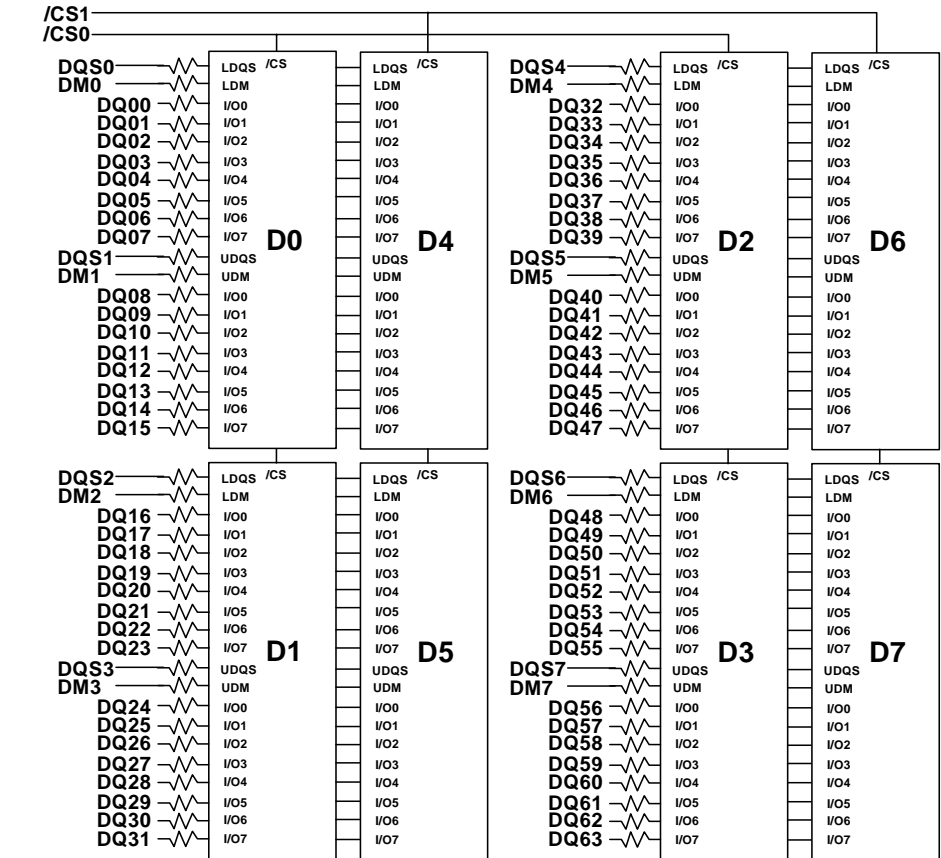 /CS1
/CS0
DQS0 LDQS /CS LDQS /CS DQS4 LDQS /CS LDQS /CS
DM0 LDM LDM DM4 LDM LDM
DQ00 I/O0 I/O0 DQ32 I/O0 I/O0
DQ01 I/O1 I/O1 DQ33 I/O1 I/O1
DQ02 I/O2 I/O2 DQ34 I/O2 I/O2
DQ03 I/O3 I/O3 DQ35 I/O3 I/O3
DQ04 I/O4 I/O4 DQ36 I/O4 I/O4
DQ05 I/O5 I/O5 DQ37 I/O5 I/O5
DQ06 I/O6 I/O6 DQ38 I/O6 I/O6
DQ07 I/O7 D0 I/O7 D4 DQ39 I/O7 D2 I/O7 D6
DQS1 UDQS UDQS DQS5 UDQS UDQS
DM1 UDM UDM DM5 UDM UDM
DQ08 I/O0 I/O0 DQ40 I/O0 I/O0
DQ09 I/O1 I/O1 DQ41 I/O1 I/O1
DQ10 I/O2 I/O2 DQ42 I/O2 I/O2
DQ11 I/O3 I/O3 DQ43 I/O3 I/O3
DQ12 I/O4 I/O4 DQ44 I/O4 I/O4
DQ13 I/O5 I/O5 DQ45 I/O5 I/O5
DQ14 I/O6 I/O6 DQ46 I/O6 I/O6
DQ15 I/O7 I/O7 DQ47 I/O7 I/O7
DQS2 LDQS /CS LDQS /CS DQS6 LDQS /CS LDQS /CS
DM2 LDM LDM DM6 LDM LDM
DQ16 I/O0 I/O0 DQ48 I/O0 I/O0
DQ17 I/O1 I/O1 DQ49 I/O1 I/O1
DQ18 I/O2 I/O2 DQ50 I/O2 I/O2
DQ19 I/O3 I/O3 DQ51 I/O3 I/O3
DQ20 I/O4 I/O4 DQ52 I/O4 I/O4
DQ21 I/O5 I/O5 DQ53 I/O5 I/O5
DQ22 I/O6 I/O6 DQ54 I/O6 I/O6
DQ23 I/O7 D1 I/O7 D5 DQ55 I/O7 D3 I/O7 D7
DQS3 UDQS UDQS DQS7 UDQS UDQS
DM3 UDM UDM DM7 UDM UDM
DQ24 I/O0 I/O0 DQ56 I/O0 I/O0
DQ25 I/O1 I/O1 DQ57 I/O1 I/O1
DQ26 I/O2 I/O2 DQ58 I/O2 I/O2
DQ27 I/O3 I/O3 DQ59 I/O3 I/O3
DQ28 I/O4 I/O4 DQ60 I/O4 I/O4
DQ29 I/O5 I/O5 DQ61 I/O5 I/O5
DQ30 I/O6 I/O6 DQ62 I/O6 I/O6
DQ31 I/O7 I/O7 DQ63 I/O7 I/O7